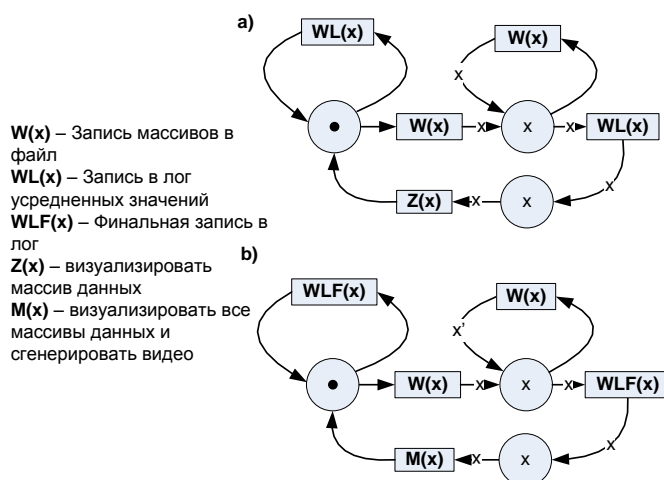 a)
WL(x)
W(x)
x
W(x)
x
x
x
WL(x)
Z(x)
x
x
x
W(x) – Запись массивов в
файл
WL(x) – Запись в лог
усредненных значений
WLF(x) – Финальная запись в
лог
Z(x) – визуализировать
массив данных
M(x) – визуализировать все
массивы данных и
сгенерировать видео
b)
WLF(x)
W(x)
x'
W(x)
x
x
x
WLF(x)
M(x)
x
x
x